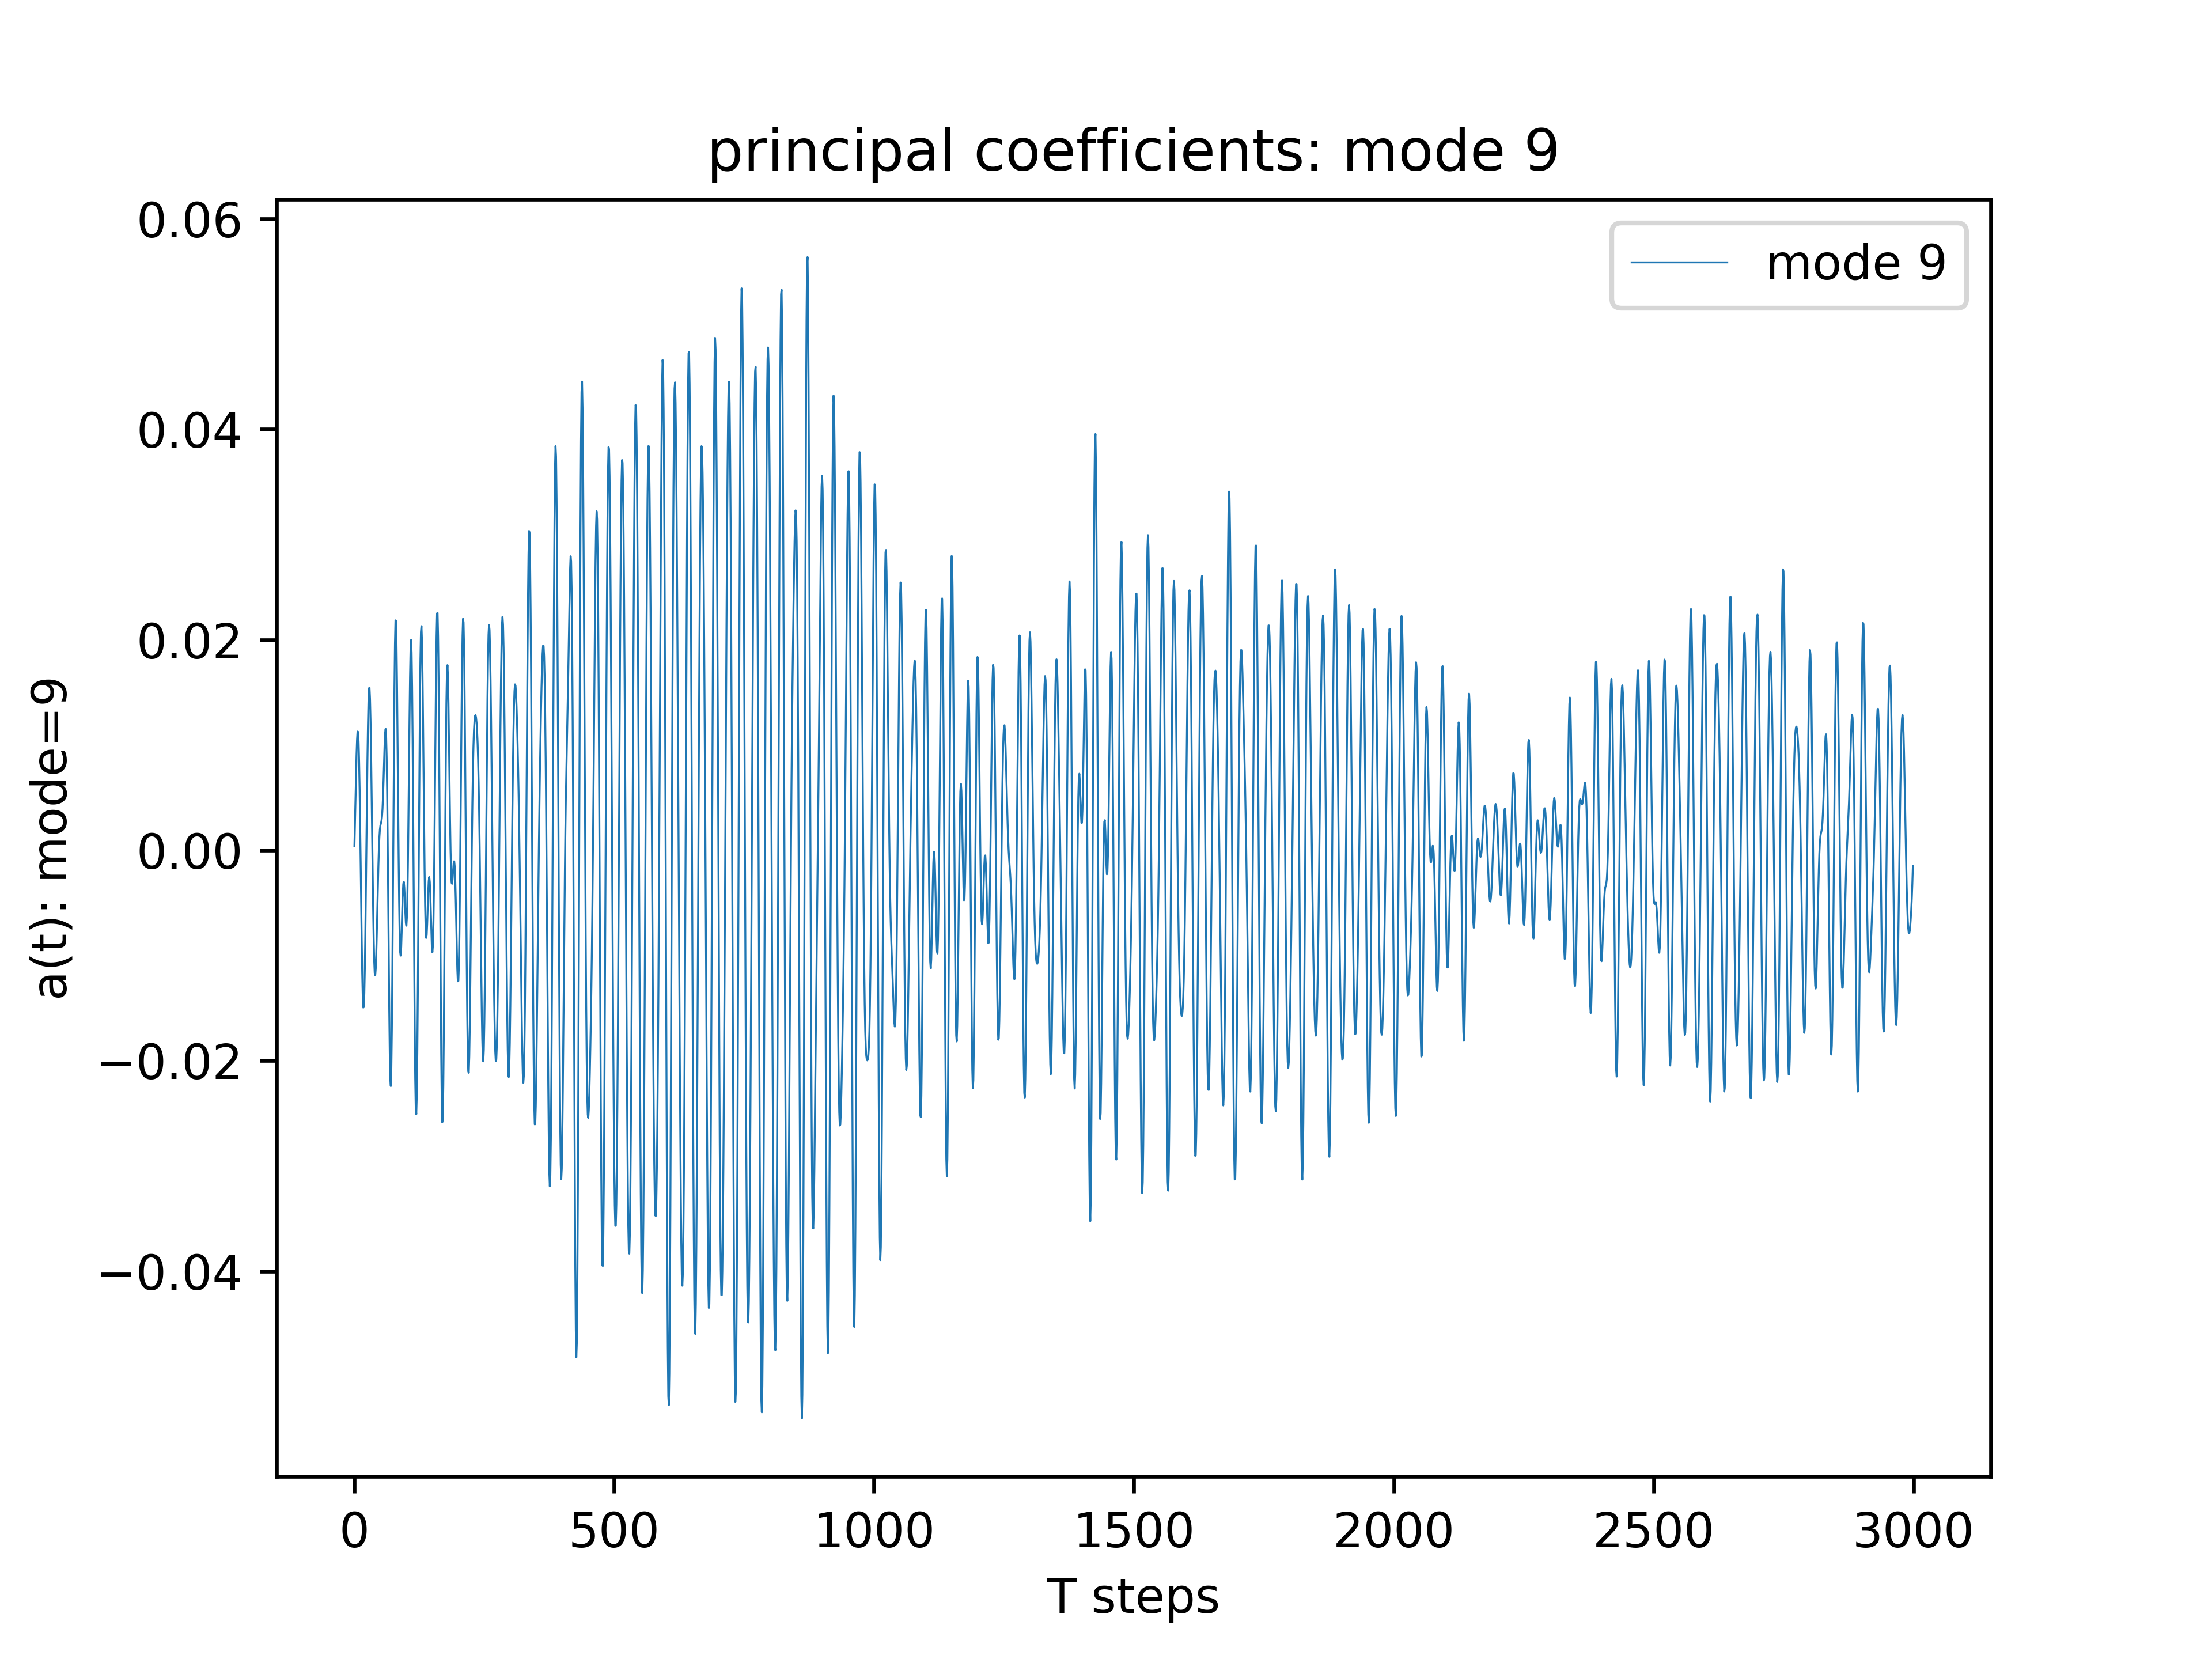 principal coefficients: mode 9
mode 9
0.06
0.04
0.02
0.00
−0.02
−0.04
a(t): mode=9
0 500 1000 1500 2000 2500 3000
T steps